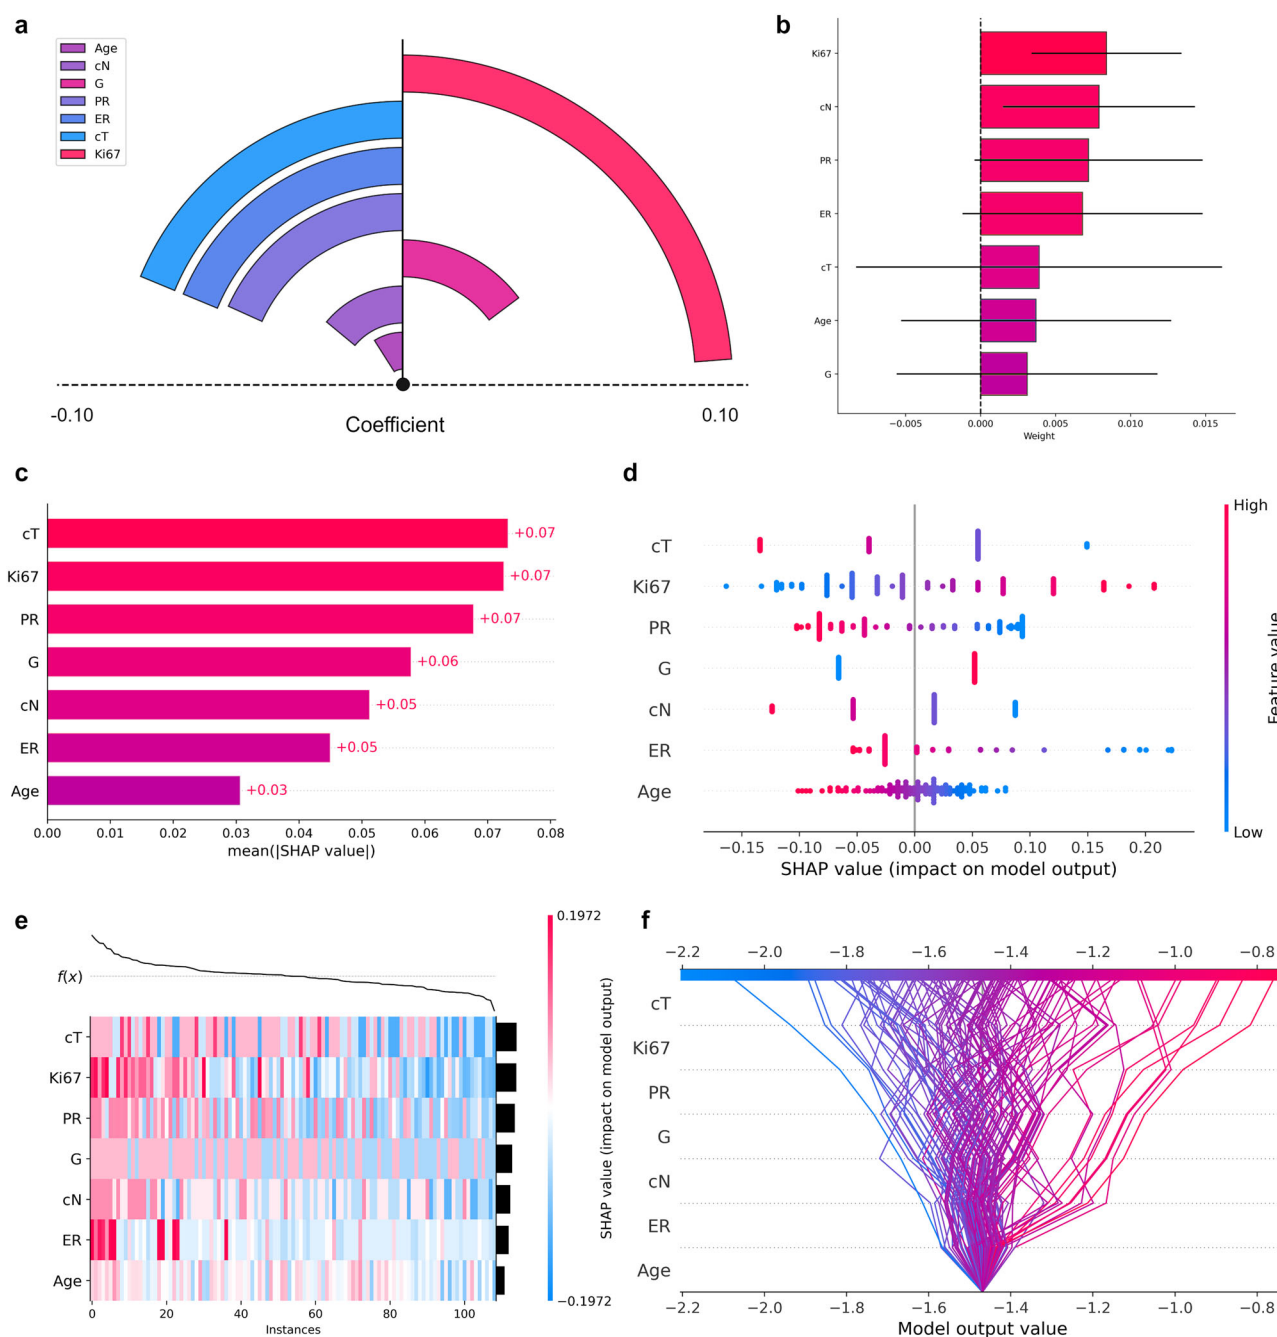 a
Age
cN
G
PR
ER
cT
Ki67
-0.10
0.10
Coefficient
b
Ki67
cN
PR
ER
cT
Age
G
−0.005 0.000 0.005 0.010 0.015
Weight
c
cT +0.07
Ki67 +0.07
PR +0.07
G +0.06
cN +0.05
ER +0.05
Age +0.03
0.00 0.01 0.02 0.03 0.04 0.05 0.06 0.07 0.08
mean(|SHAP value|)
d
High
cT
Ki67
PR
G
cN
ER
Age
Low
Feature value
−0.15 −0.10 −0.05 0.00 0.05 0.10 0.15 0.20
SHAP value (impact on model output)
e
0.1972
f(x)
cT
Ki67
PR
G
cN
ER
Age
−0.1972
SHAP value (impact on model output)
0 20 40 60 80 100
Instances
f
−2.2 −2.0 −1.8 −1.6 −1.4 −1.2 −1.0 −0.8
cT
Ki67
PR
G
cN
ER
Age
−2.2 −2.0 −1.8 −1.6 −1.4 −1.2 −1.0 −0.8
Model output value